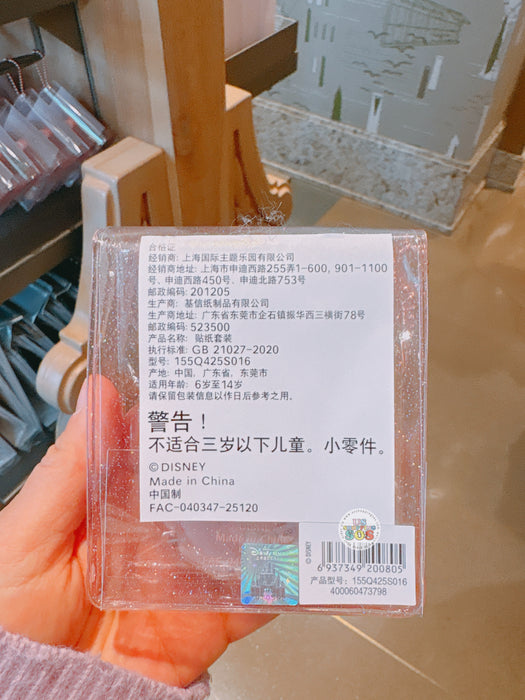 合格证
经销商: 上海国际主题乐园有限公司
经销商地址: 上海市申迪西路255弄1-600, 901-1100
号、申迪西路450号、申迪北路753号
邮政编码: 201205
生产商: 基信纸制品有限公司
生产商地址: 广东省东莞市企石镇振华西三横街78号
邮政编码: 523500
产品名称: 贴纸套装
执行标准: GB 21027-2020
型号: 155Q425S016
产地: 中国, 广东省, 东莞市
适用年龄: 6岁至14岁
请保留包装信息以作日后参考之用。
警告！
不适合三岁以下儿童。小零件。
©DISNEY
Made in China
中国制
FAC-040347-25120
© DISNEY
6 937349 200805
产品型号: 155Q425S016
400060473798